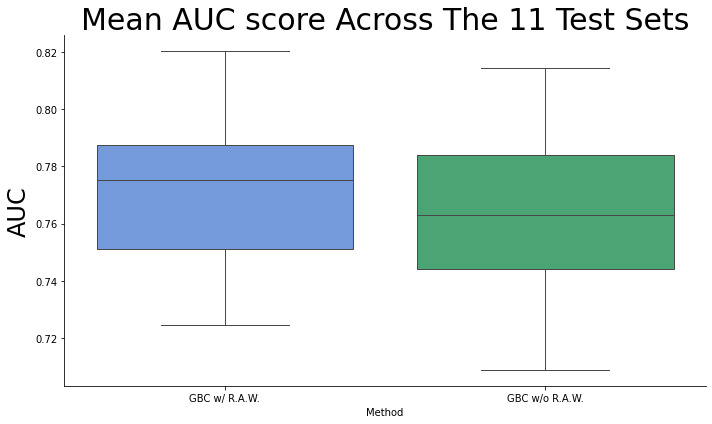 Mean AUC score Across The 11 Test Sets
0.82
0.80
0.78
0.76
0.74
0.72
AUC
GBC w/ R.A.W.
GBC w/o R.A.W.
Method